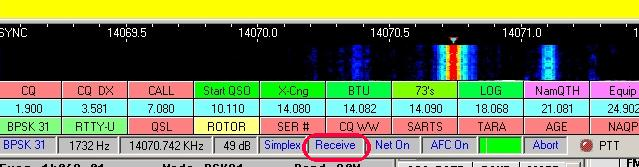 SYNC 14069.5 14070.0 14070.5 14071.0
CQ CQ DX CALL Start QSO X-Cng BTU 73's LOG NamQTH Equip
1.900 3.581 7.080 10.110 14.080 14.082 14.090 18.068 21.081 24.902
BPSK 31 RTTY-U QSL ROTOR SER # CQ WW SARTS TARA AGE NAQP
BPSK 31 1732 Hz 14070.742 KHz 49 dB Simplex Receive Net On AFC On Abort PTT